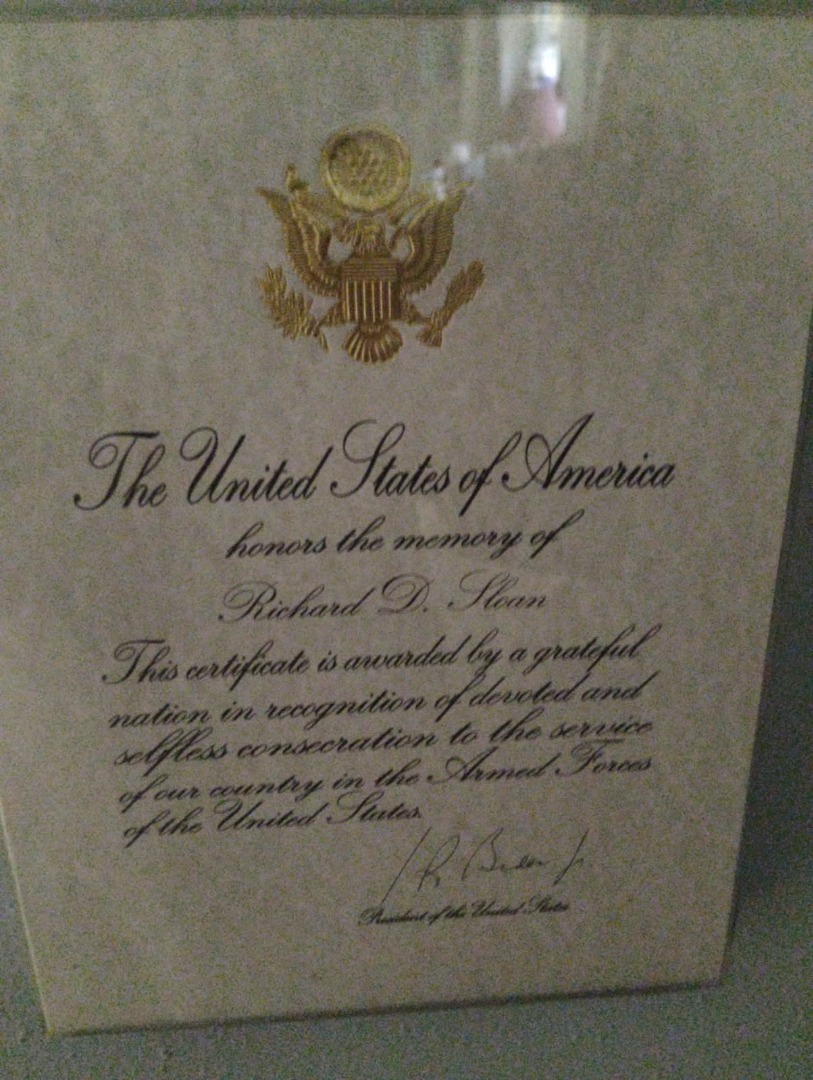 The United States of America
honors the memory of
Richard D. Sloan
This certificate is awarded by a grateful
nation in recognition of devoted and
selfless consecration to the service
of our country in the Armed Forces
of the United States.
J R Biden Jr
President of the United States